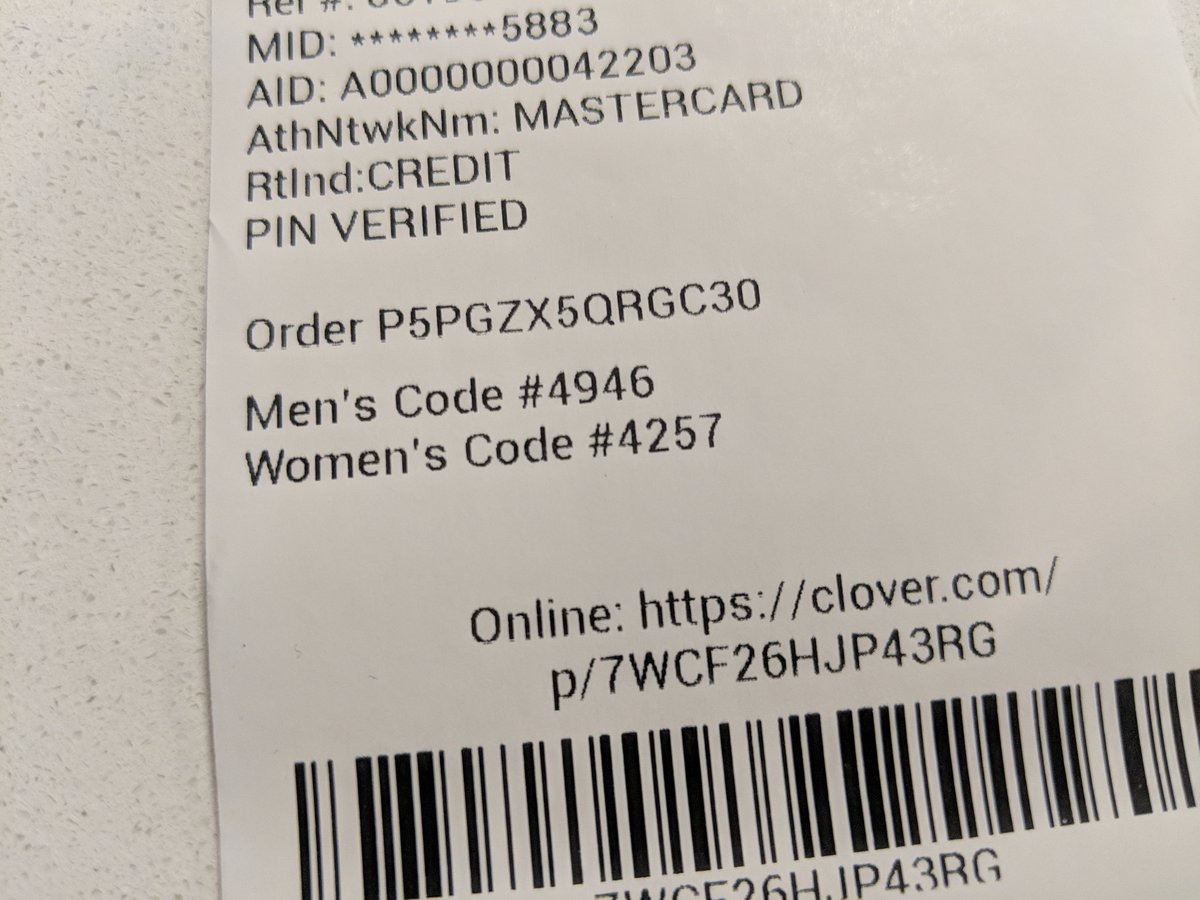 MID: ********5883
AID: A0000000042203
AthNtwkNm: MASTERCARD
RtInd:CREDIT
PIN VERIFIED
Order P5PGZX5QRGC30
Men's Code #4946
Women's Code #4257
Online: https://clover.com/
p/7WCF26HJP43RG
7WCF26HJP43RG